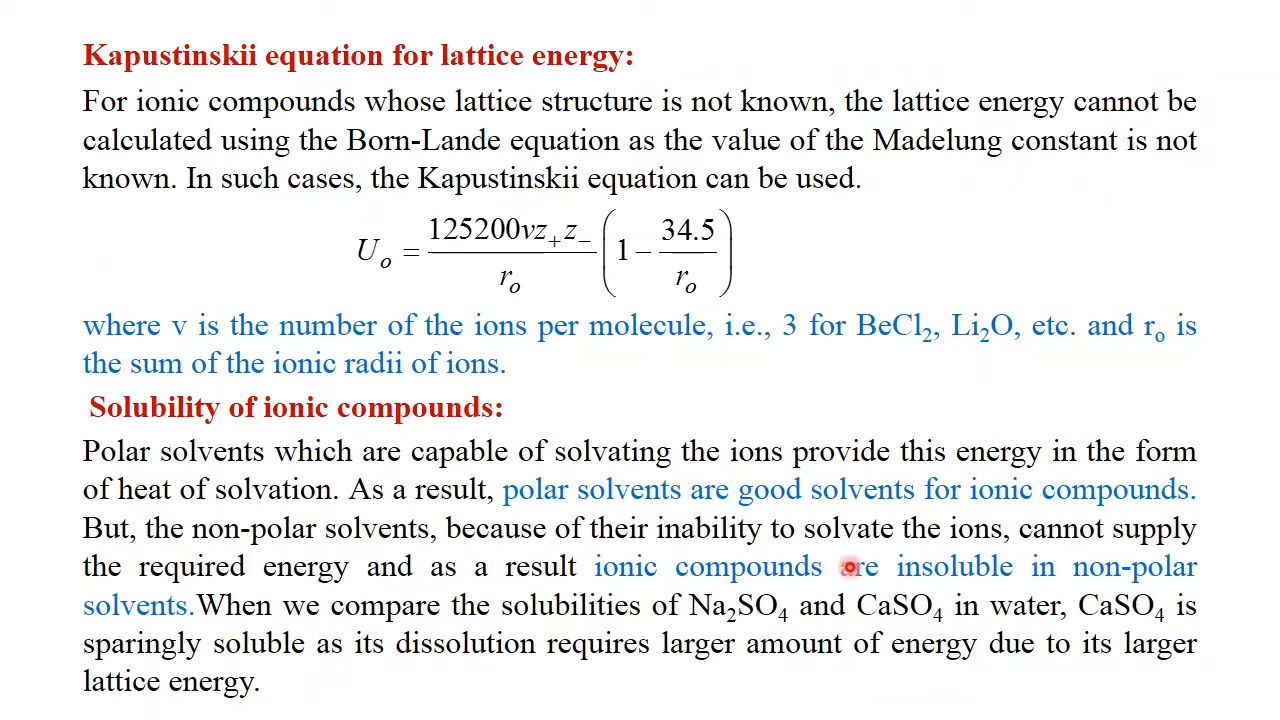 Kapustinskii equation for lattice energy:
For ionic compounds whose lattice structure is not known, the lattice energy cannot be
calculated using the Born-Lande equation as the value of the Madelung constant is not
known. In such cases, the Kapustinskii equation can be used.
Uₒ = 125200νz₊z₋ / rₒ (1 − 34.5 / rₒ)
where v is the number of the ions per molecule, i.e., 3 for BeCl₂, Li₂O, etc. and rₒ is
the sum of the ionic radii of ions.
Solubility of ionic compounds:
Polar solvents which are capable of solvating the ions provide this energy in the form
of heat of solvation. As a result, polar solvents are good solvents for ionic compounds.
But, the non-polar solvents, because of their inability to solvate the ions, cannot supply
the required energy and as a result ionic compounds are insoluble in non-polar
solvents.When we compare the solubilities of Na₂SO₄ and CaSO₄ in water, CaSO₄ is
sparingly soluble as its dissolution requires larger amount of energy due to its larger
lattice energy.